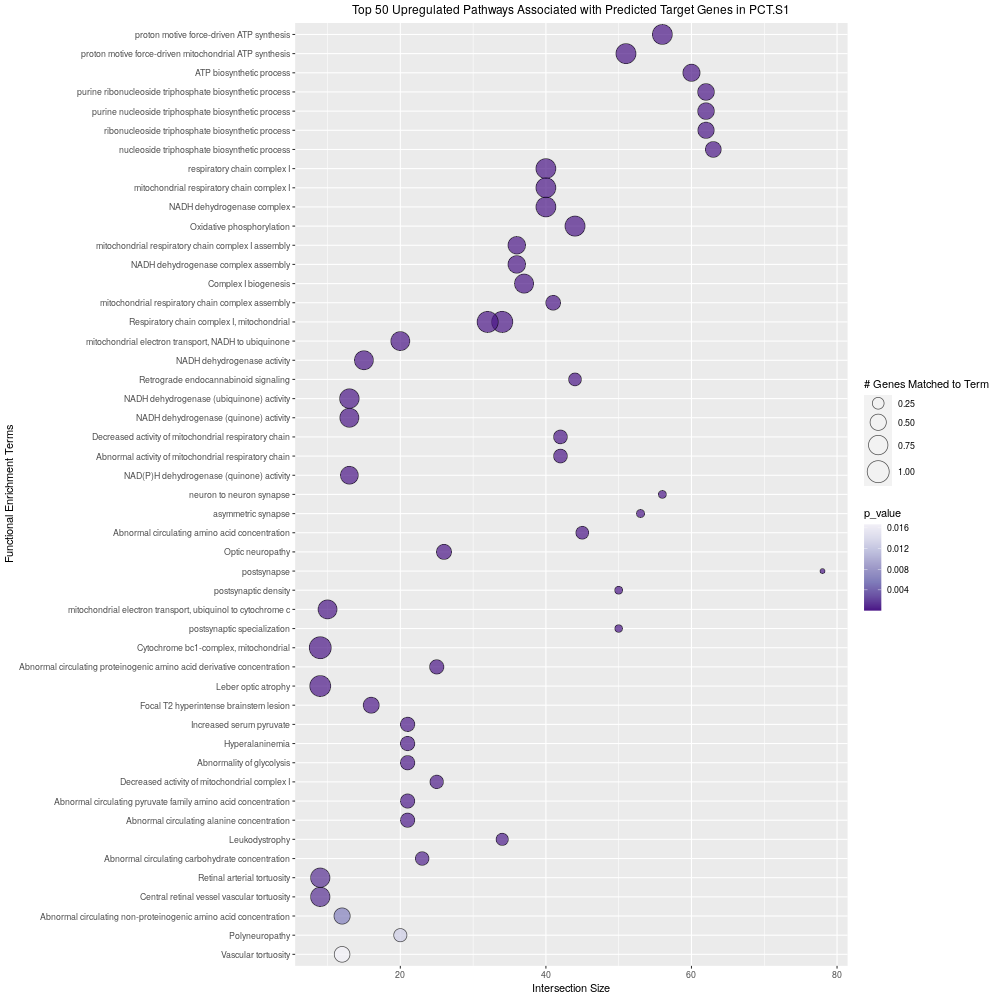 Top 50 Upregulated Pathways Associated with Predicted Target Genes in PCT.S1
Functional Enrichment Terms
proton motive force-driven ATP synthesis
proton motive force-driven mitochondrial ATP synthesis
ATP biosynthetic process
purine ribonucleoside triphosphate biosynthetic process
purine nucleoside triphosphate biosynthetic process
ribonucleoside triphosphate biosynthetic process
nucleoside triphosphate biosynthetic process
respiratory chain complex I
mitochondrial respiratory chain complex I
NADH dehydrogenase complex
Oxidative phosphorylation
mitochondrial respiratory chain complex I assembly
NADH dehydrogenase complex assembly
Complex I biogenesis
mitochondrial respiratory chain complex assembly
Respiratory chain complex I, mitochondrial
mitochondrial electron transport, NADH to ubiquinone
NADH dehydrogenase activity
Retrograde endocannabinoid signaling
NADH dehydrogenase (ubiquinone) activity
NADH dehydrogenase (quinone) activity
Decreased activity of mitochondrial respiratory chain
Abnormal activity of mitochondrial respiratory chain
NAD(P)H dehydrogenase (quinone) activity
neuron to neuron synapse
asymmetric synapse
Abnormal circulating amino acid concentration
Optic neuropathy
postsynapse
postsynaptic density
mitochondrial electron transport, ubiquinol to cytochrome c
postsynaptic specialization
Cytochrome bc1-complex, mitochondrial
Abnormal circulating proteinogenic amino acid derivative concentration
Leber optic atrophy
Focal T2 hyperintense brainstem lesion
Increased serum pyruvate
Hyperalaninemia
Abnormality of glycolysis
Decreased activity of mitochondrial complex I
Abnormal circulating pyruvate family amino acid concentration
Abnormal circulating alanine concentration
Leukodystrophy
Abnormal circulating carbohydrate concentration
Retinal arterial tortuosity
Central retinal vessel vascular tortuosity
Abnormal circulating non-proteinogenic amino acid concentration
Polyneuropathy
Vascular tortuosity
20 40 60 80
Intersection Size
# Genes Matched to Term
0.25
0.50
0.75
1.00
p_value
0.016
0.012
0.008
0.004